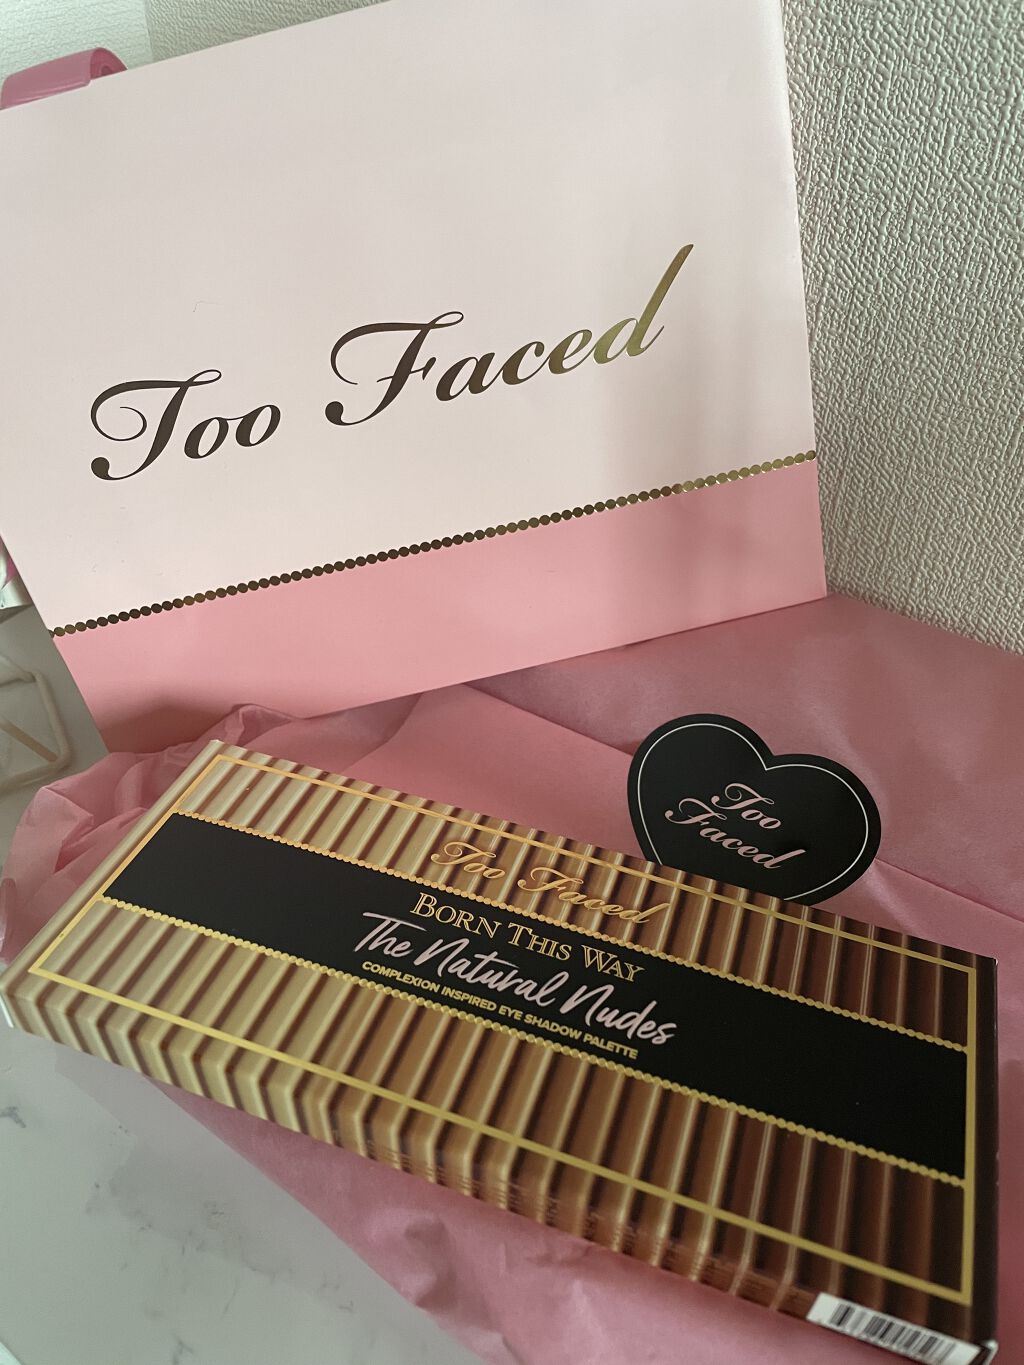 Too Faced
Too
Faced
Too Faced
BORN THIS WAY
The Natural Nudes
COMPLEXION INSPIRED EYE SHADOW PALETTE